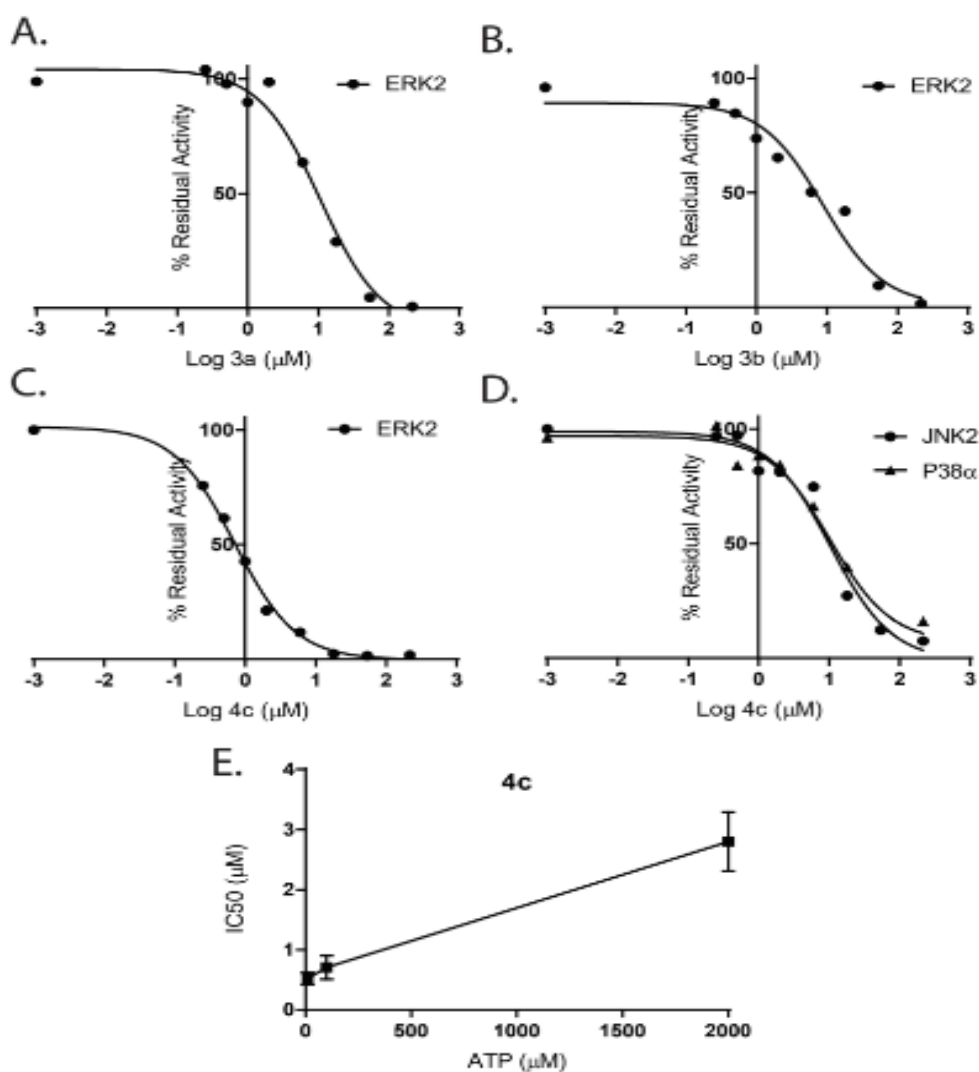 A.
100
ERK2
% Residual Activity
50
-3 -2 -1 0 1 2 3
Log 3a (μM)
B.
100
ERK2
% Residual Activity
50
-3 -2 -1 0 1 2 3
Log 3b (μM)
C.
100
ERK2
% Residual Activity
50
-3 -2 -1 0 1 2 3
Log 4c (μM)
D.
100
JNK2
P38α
% Residual Activity
50
-3 -2 -1 0 1 2 3
Log 4c (μM)
E.
4c
4
3
2
1
0
IC50 (μM)
0 500 1000 1500 2000
ATP (μM)